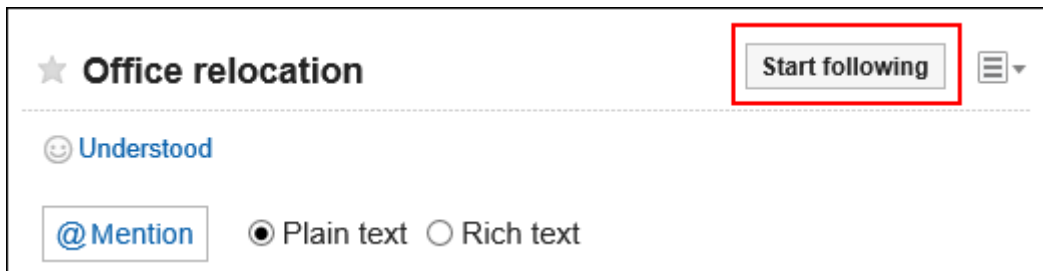 Office relocation Start following
Understood
@Mention Plain text Rich text